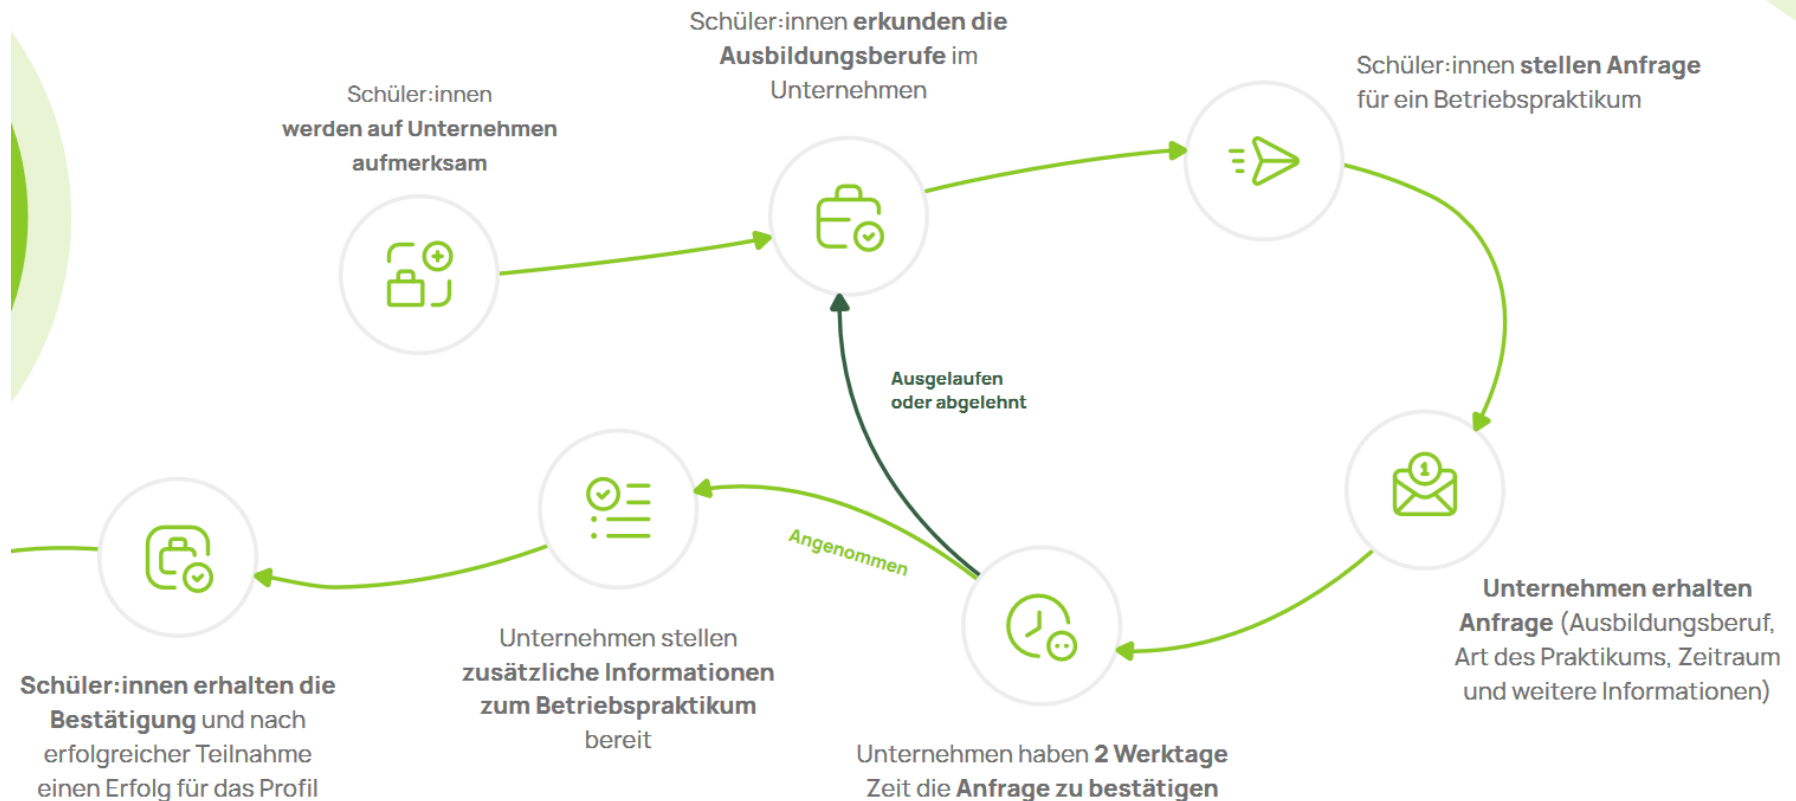 Schüler:innen
werden auf Unternehmen
aufmerksam
Schüler:innen erkunden die
Ausbildungsberufe im
Unternehmen
Schüler:innen stellen Anfrage
für ein Betriebspraktikum
1
Unternehmen erhalten
Anfrage (Ausbildungsberuf,
Art des Praktikums, Zeitraum
und weitere Informationen)
Unternehmen haben 2 Werktage
Zeit die Anfrage zu bestätigen
Ausgelaufen
oder abgelehnt
Angenommen
Unternehmen stellen
zusätzliche Informationen
zum Betriebspraktikum
bereit
Schüler:innen erhalten die
Bestätigung und nach
erfolgreicher Teilnahme
einen Erfolg für das Profil